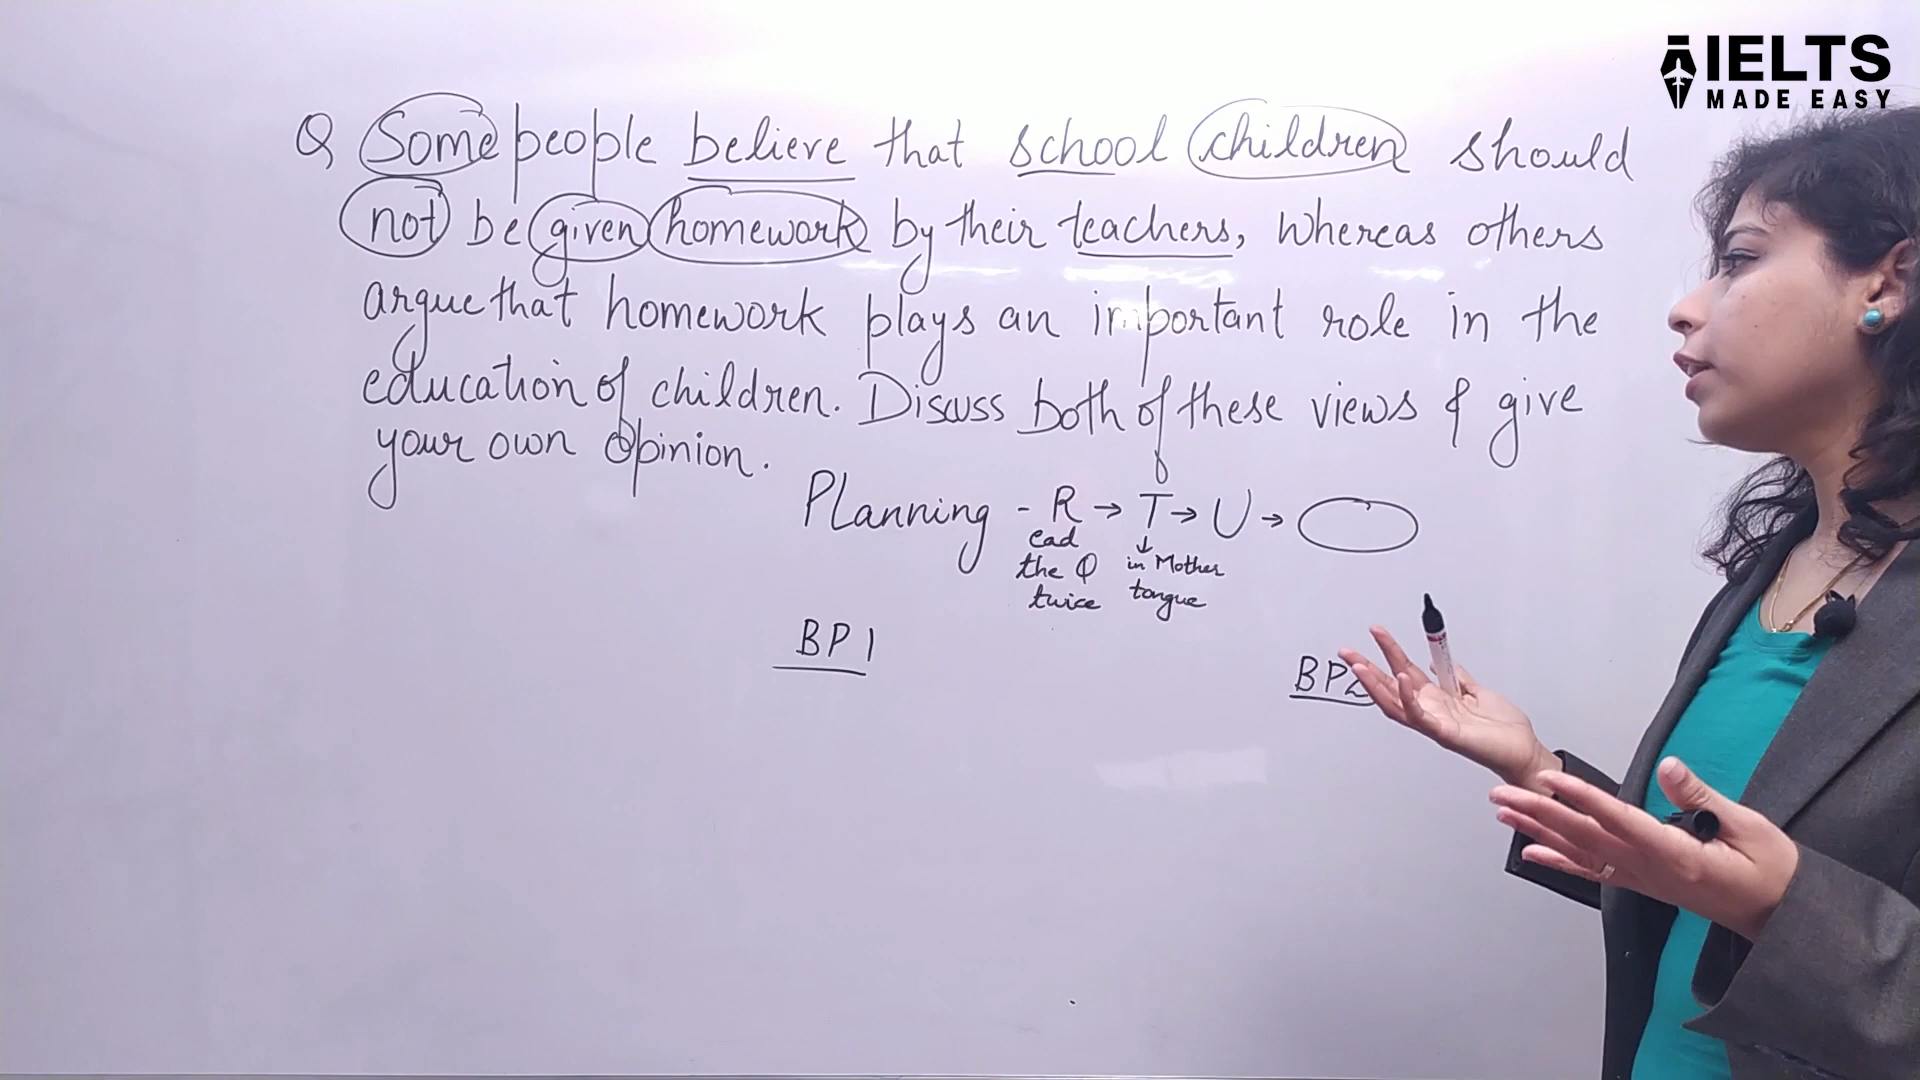 IELTS
MADE EASY
Q Some people believe that school children should
not be given homework by their teachers, whereas others
argue that homework plays an important role in the
education of children. Discuss both of these views & give
your own opinion.
Planning - R → T → U →
ead ↓
the Q in Mother
twice tongue
BP1
BP2